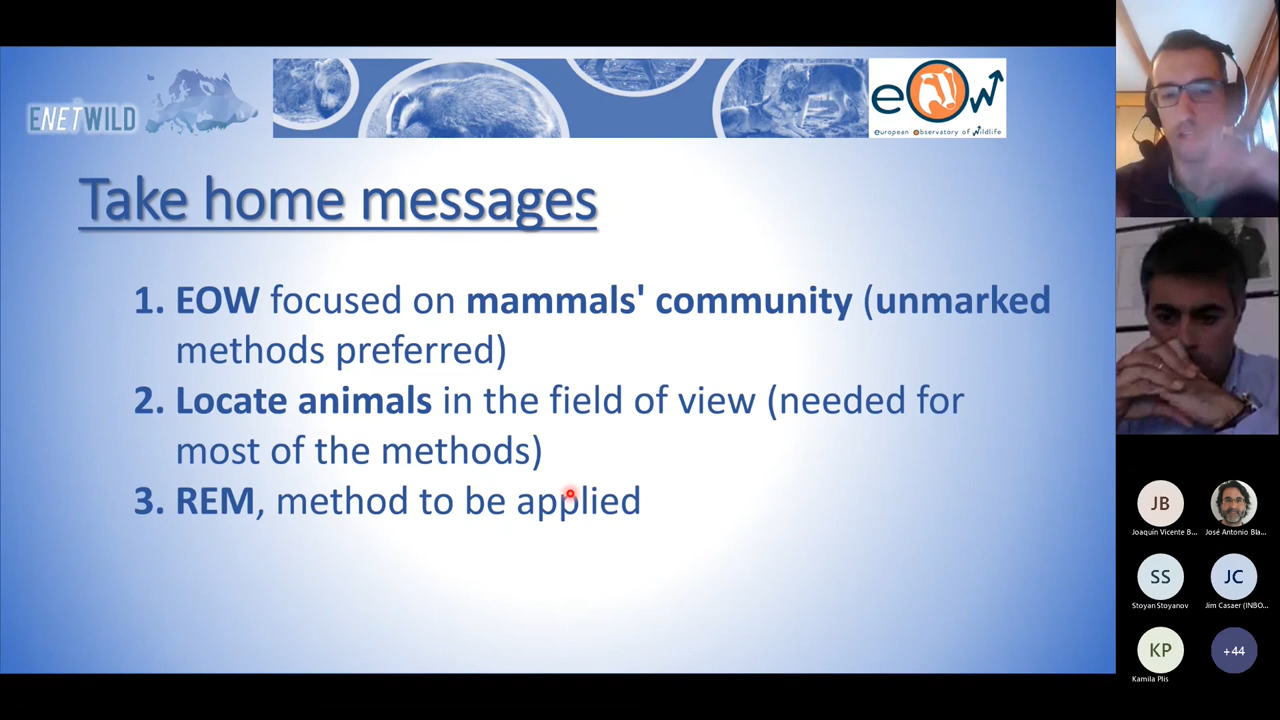 ENETWILD
eow
european observatory of wildlife
Take home messages
1. EOW focused on mammals' community (unmarked
methods preferred)
2. Locate animals in the field of view (needed for
most of the methods)
3. REM, method to be applied
JB
Joaquín Vicente B...
José Antonio Bla...
SS
Stoyan Stoyanov
JC
Jim Casaer (INBO...
KP
Kamila Plis
+44